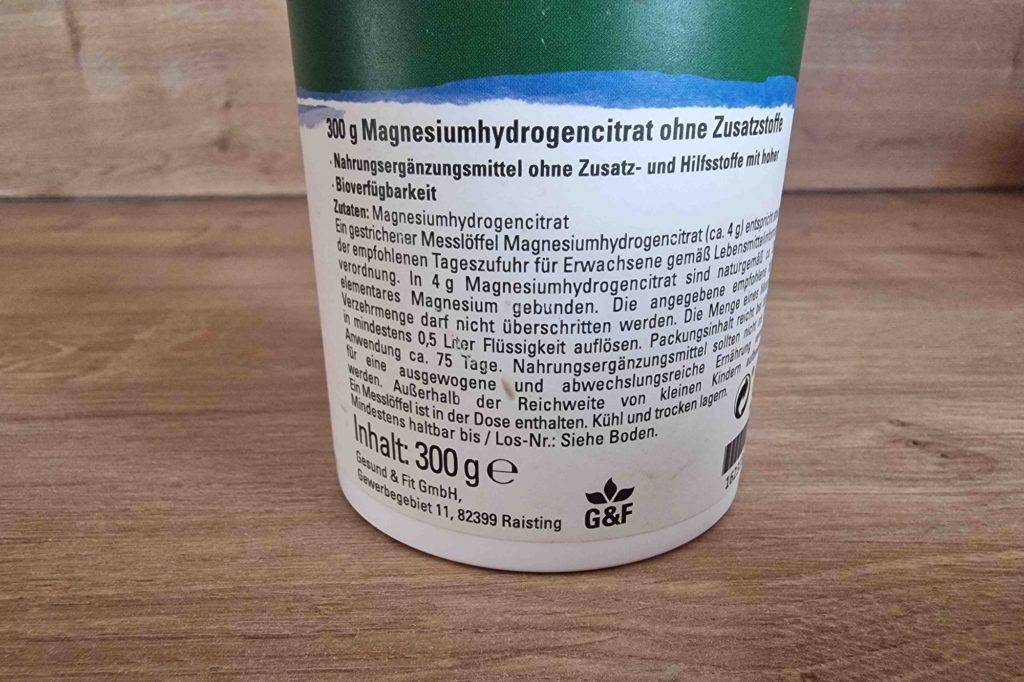 300 g Magnesiumhydrogencitrat ohne Zusatzstoffe
· Nahrungsergänzungsmittel ohne Zusatz- und Hilfsstoffe mit hoher
· Bioverfügbarkeit
Zutaten: Magnesiumhydrogencitrat
Ein gestrichener Messlöffel Magnesiumhydrogencitrat (ca. 4 g) entspricht
der empfohlenen Tageszufuhr für Erwachsene gemäß
verordnung. In 4 g Magnesiumhydrogencitrat sind naturgemäß
elementares Magnesium gebunden. Die angegebene empfohlene
Verzehrmenge darf nicht überschritten werden. Die Menge eines
in mindestens 0,5 Liter Flüssigkeit auflösen. Packungsinhalt reicht bei
Anwendung ca. 75 Tage. Nahrungsergänzungsmittel sollten nicht
für eine ausgewogene und abwechslungsreiche Ernährung
werden. Außerhalb der Reichweite von kleinen Kindern
Ein Messlöffel ist in der Dose enthalten. Kühl und trocken lagern.
Mindestens haltbar bis / Los-Nr.: Siehe Boden.
Inhalt: 300 g ℮
Gesund & Fit GmbH,
Gewerbegebiet 11, 82399 Raisting
G&F